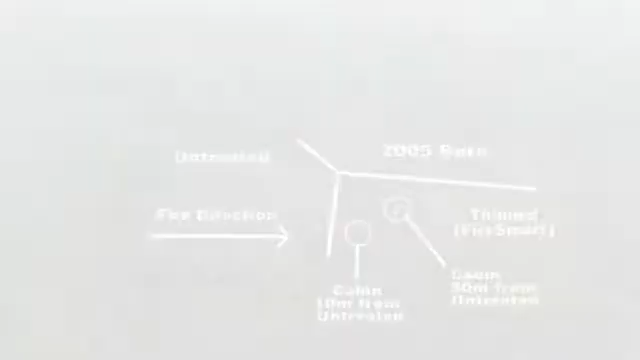 Untreated
2005 Burn
Fire Direction
Thinned
(FireSmart)
Cabin
10m from
Untreated
Cabin
50m from
Untreated